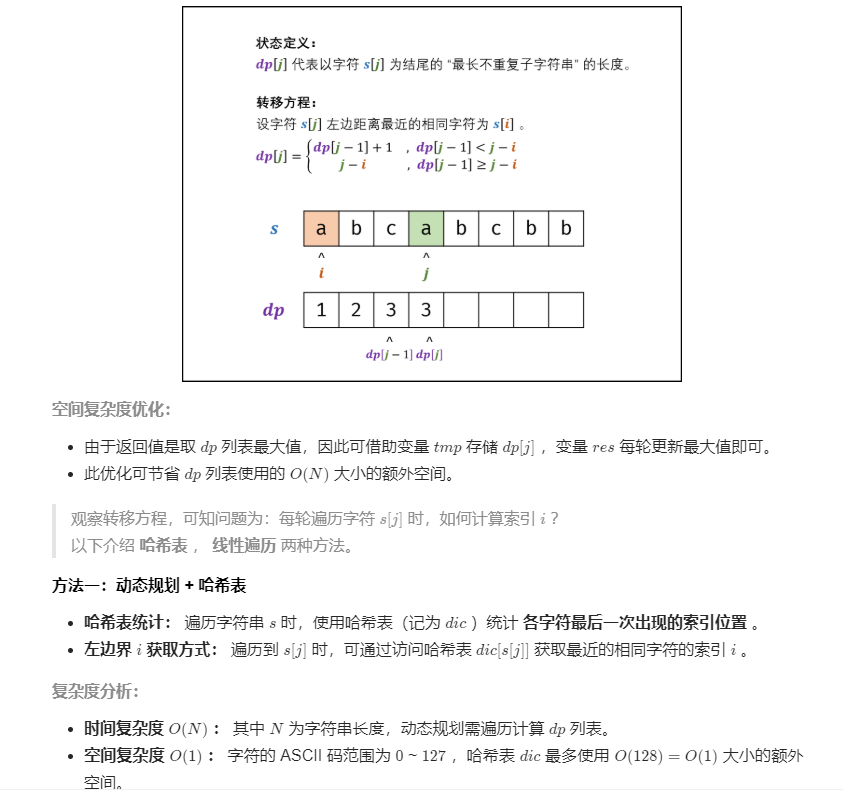 状态定义：
dp[j] 代表以字符 s[j] 为结尾的 “最长不重复子字符串” 的长度。
转移方程：
设字符 s[j] 左边距离最近的相同字符为 s[i] 。
dp[j] = { dp[j − 1] + 1 , dp[j − 1] < j − i
j − i , dp[j − 1] ≥ j − i
s a b c a b c b b
^ ^
i j
dp 1 2 3 3
^ ^
dp[j − 1] dp[j]
空间复杂度优化：
• 由于返回值是取 dp 列表最大值，因此可借助变量 tmp 存储 dp[j] ，变量 res 每轮更新最大值即可。
• 此优化可节省 dp 列表使用的 O(N) 大小的额外空间。
观察转移方程，可知问题为：每轮遍历字符 s[j] 时，如何计算索引 i ？
以下介绍 哈希表 ， 线性遍历 两种方法。
方法一：动态规划 + 哈希表
• 哈希表统计： 遍历字符串 s 时，使用哈希表（记为 dic ）统计 各字符最后一次出现的索引位置 。
• 左边界 i 获取方式： 遍历到 s[j] 时，可通过访问哈希表 dic[s[j]] 获取最近的相同字符的索引 i 。
复杂度分析：
• 时间复杂度 O(N) ： 其中 N 为字符串长度，动态规划需遍历计算 dp 列表。
• 空间复杂度 O(1) ： 字符的 ASCII 码范围为 0 ~ 127 ，哈希表 dic 最多使用 O(128) = O(1) 大小的额外
空间。